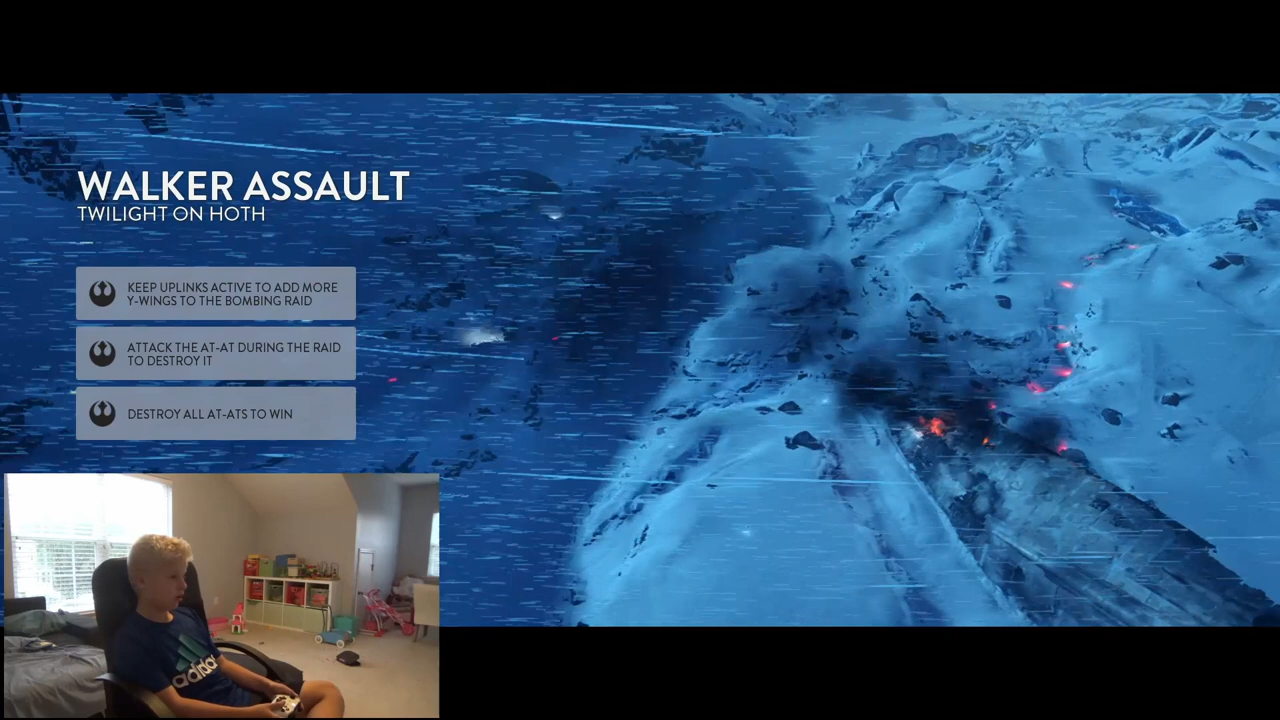 WALKER ASSAULT
TWILIGHT ON HOTH
KEEP UPLINKS ACTIVE TO ADD MORE
Y-WINGS TO THE BOMBING RAID
ATTACK THE AT-AT DURING THE RAID
TO DESTROY IT
DESTROY ALL AT-ATS TO WIN
adidas